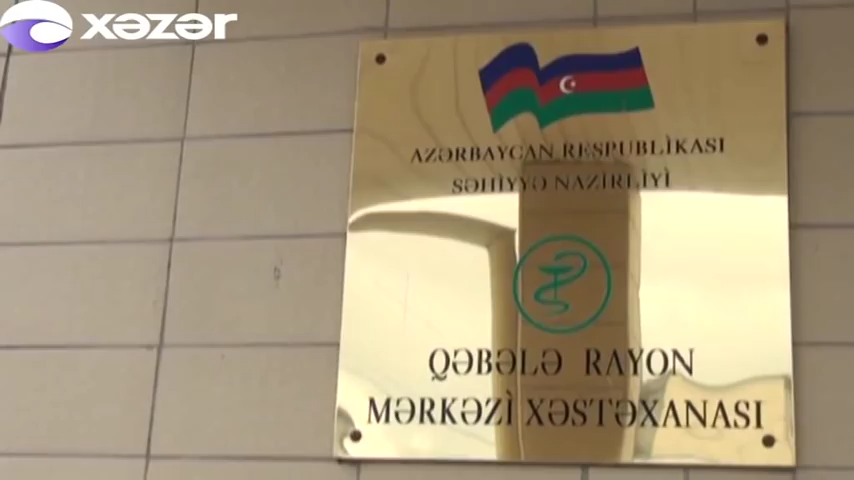 xəzər
AZƏRBAYCAN RESPUBLİKASI
SƏHİYYƏ NAZİRLİYİ
QƏBƏLƏ RAYON
MƏRKƏZİ XƏSTƏXANASI